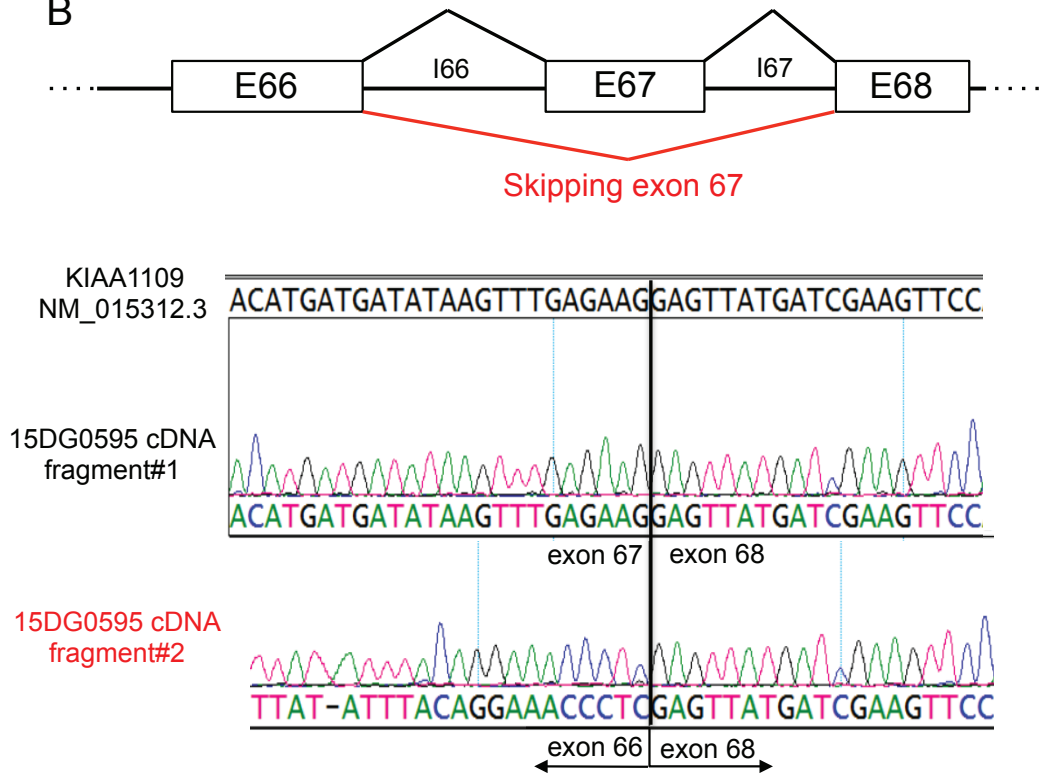 B
E66
I66
E67
I67
E68
Skipping exon 67
KIAA1109
NM_015312.3
ACATGATGATATAAGTTTGAGAAGGAGTTATGATCGAAGTTCC
15DG0595 cDNA
fragment#1
ACATGATGATATAAGTTTGAGAAGGAGTTATGATCGAAGTTCC
exon 67
exon 68
15DG0595 cDNA
fragment#2
TTAT-ATTTACAGGAAACCCTCGAGTTATGATCGAAGTTCC
exon 66
exon 68